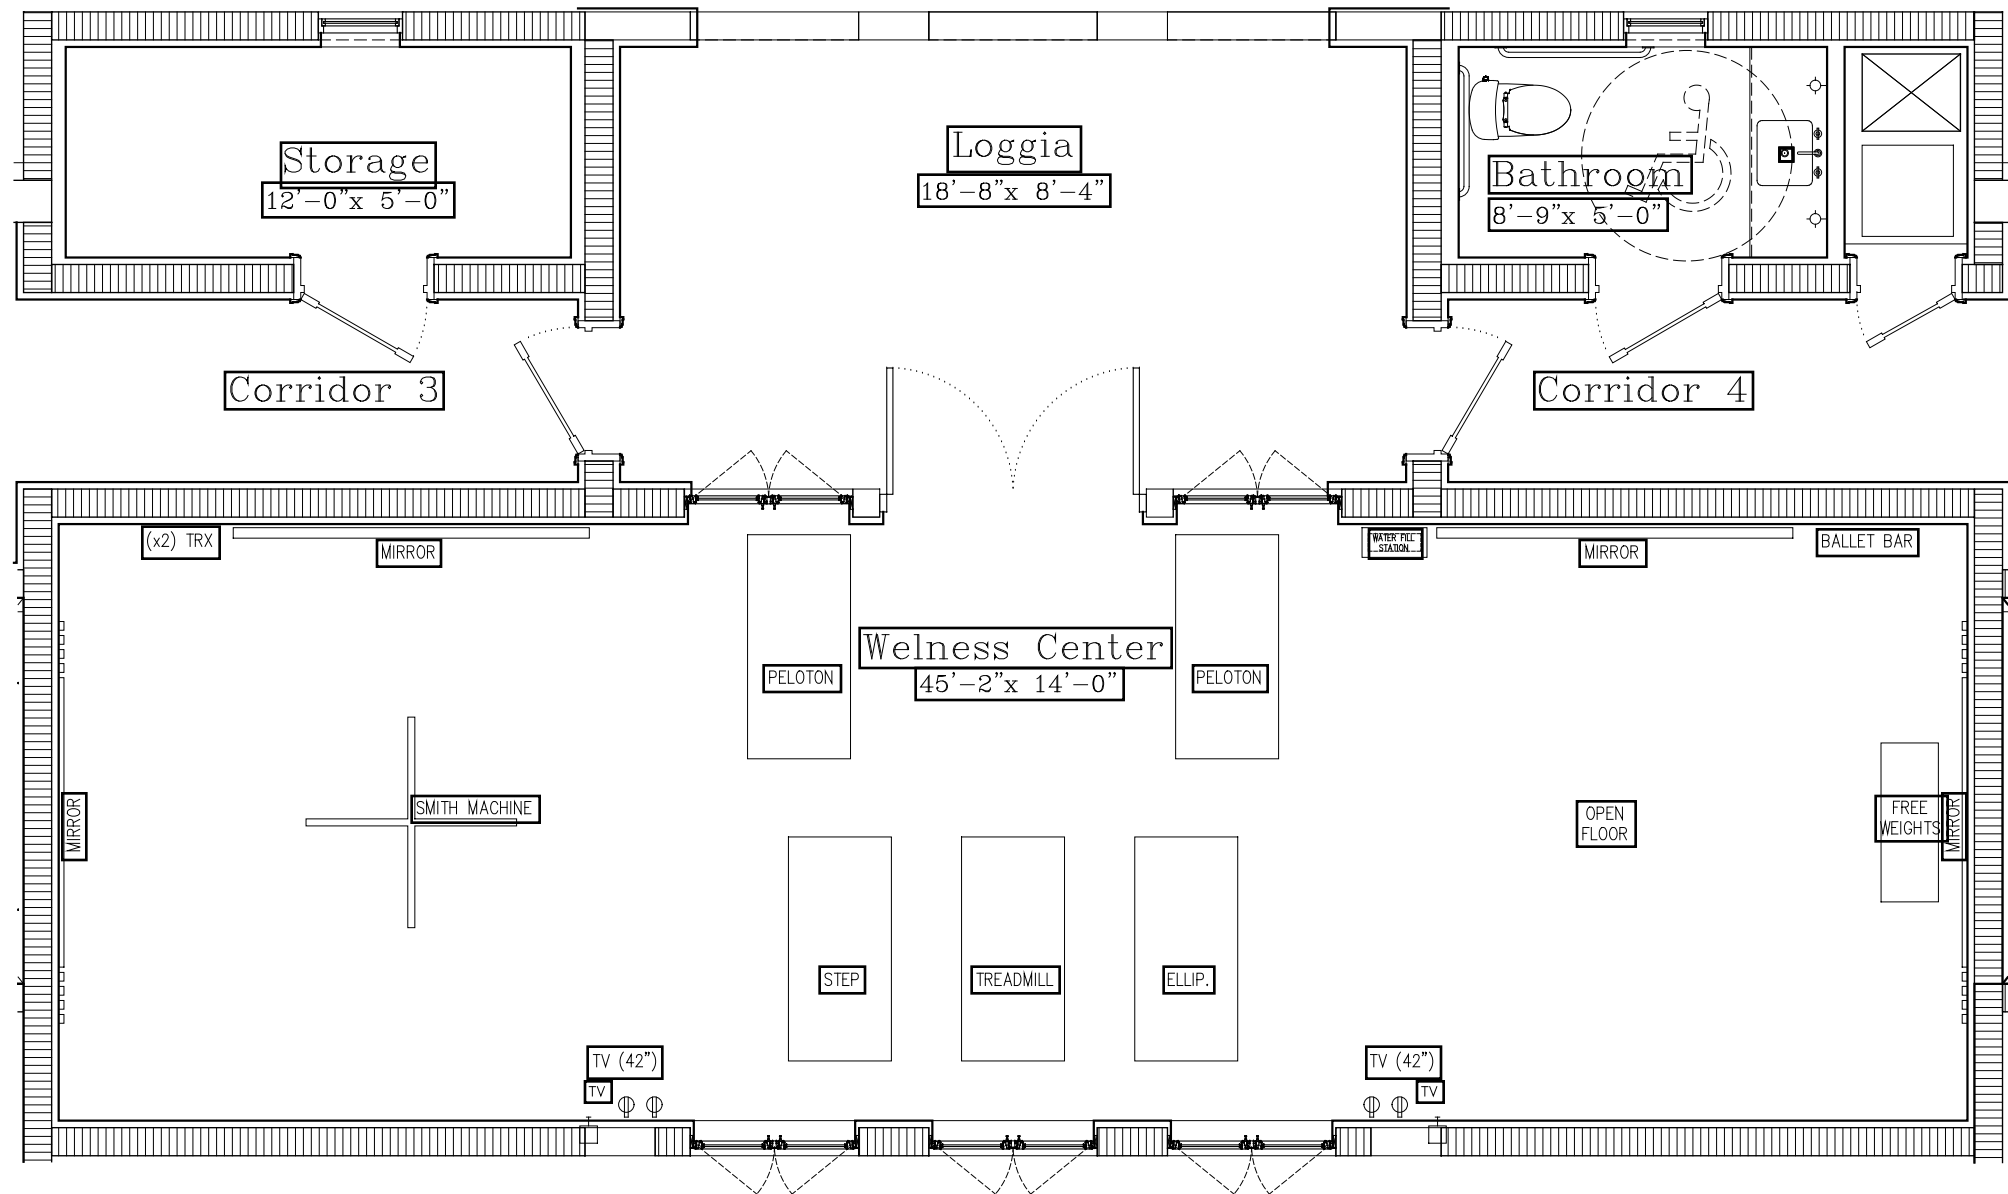 Storage
12'-0"x 5'-0"
Loggia
18'-8"x 8'-4"
Bathroom
8'-9"x 5'-0"
Corridor 3
Corridor 4
(x2) TRX
MIRROR
WATER FILL
STATION
MIRROR
BALLET BAR
Welness Center
45'-2"x 14'-0"
PELOTON
PELOTON
MIRROR
SMITH MACHINE
OPEN
FLOOR
FREE
WEIGHTS
MIRROR
STEP
TREADMILL
ELLIP.
TV (42")
TV
TV (42")
TV